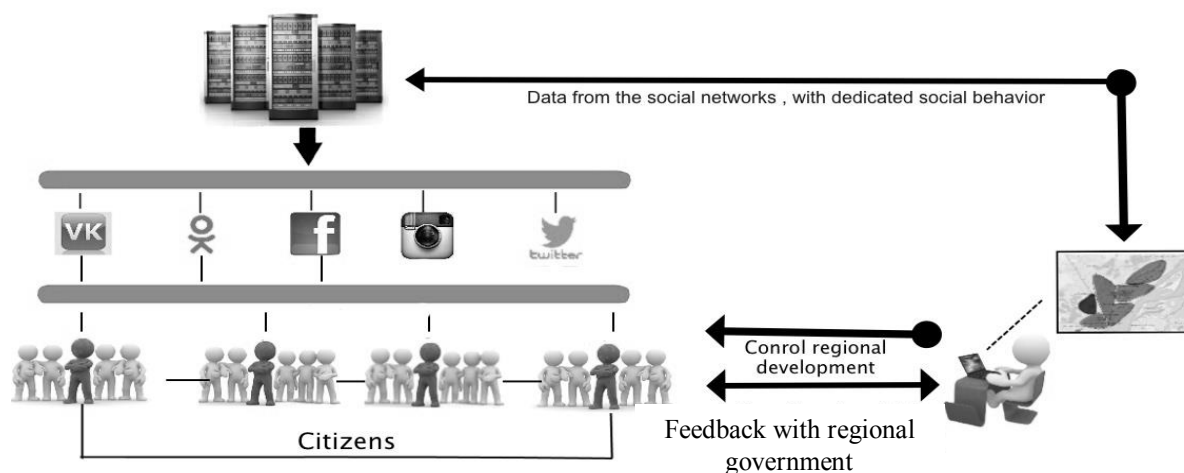 Data from the social networks , with dedicated social behavior
VK
f
twitter
Conrol regional
development
Citizens
Feedback with regional
government